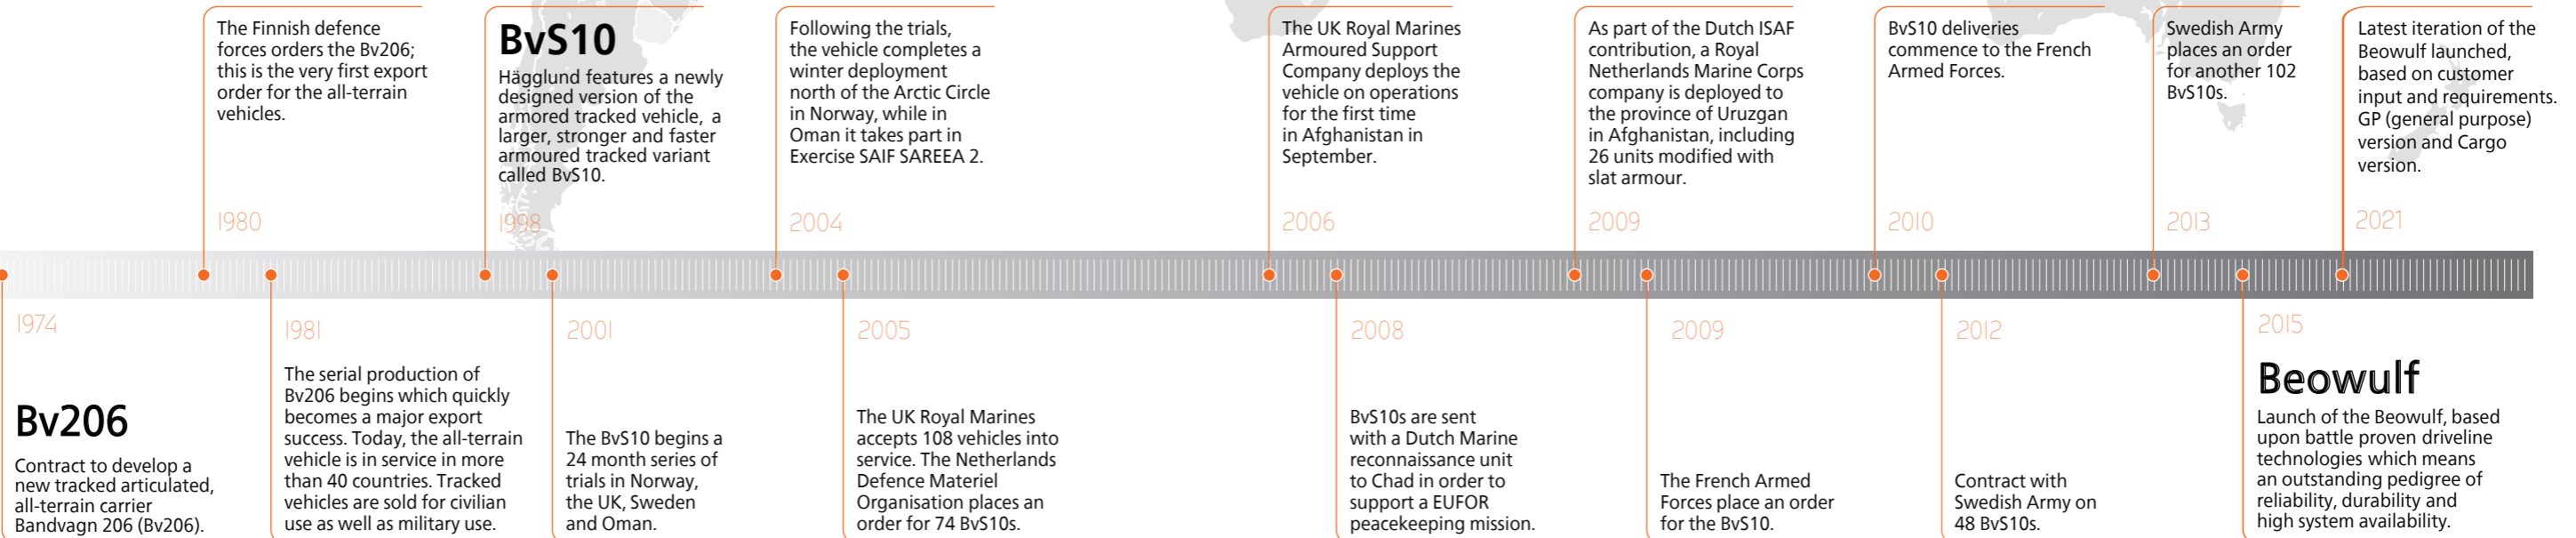 1974
Bv206
Contract to develop a
new tracked articulated,
all-terrain carrier
Bandvagn 206 (Bv206).
The Finnish defence
forces orders the Bv206;
this is the very first export
order for the all-terrain
vehicles.
1980
1981
The serial production of
Bv206 begins which quickly
becomes a major export
success. Today, the all-terrain
vehicle is in service in more
than 40 countries. Tracked
vehicles are sold for civilian
use as well as military use.
BvS10
Hägglund features a newly
designed version of the
armored tracked vehicle, a
larger, stronger and faster
armoured tracked variant
called BvS10.
1998
2001
The BvS10 begins a
24 month series of
trials in Norway,
the UK, Sweden
and Oman.
Following the trials,
the vehicle completes a
winter deployment
north of the Arctic Circle
in Norway, while in
Oman it takes part in
Exercise SAIF SAREEA 2.
2004
2005
The UK Royal Marines
accepts 108 vehicles into
service. The Netherlands
Defence Materiel
Organisation places an
order for 74 BvS10s.
The UK Royal Marines
Armoured Support
Company deploys the
vehicle on operations
for the first time
in Afghanistan in
September.
2006
2008
BvS10s are sent
with a Dutch Marine
reconnaissance unit
to Chad in order to
support a EUFOR
peacekeeping mission.
As part of the Dutch ISAF
contribution, a Royal
Netherlands Marine Corps
company is deployed to
the province of Uruzgan
in Afghanistan, including
26 units modified with
slat armour.
2009
2009
The French Armed
Forces place an order
for the BvS10.
BvS10 deliveries
commence to the French
Armed Forces.
2010
2012
Contract with
Swedish Army on
48 BvS10s.
Swedish Army
places an order
for another 102
BvS10s.
2013
2015
Beowulf
Launch of the Beowulf, based
upon battle proven driveline
technologies which means
an outstanding pedigree of
reliability, durability and
high system availability.
Latest iteration of the
Beowulf launched,
based on customer
input and requirements.
GP (general purpose)
version and Cargo
version.
2021